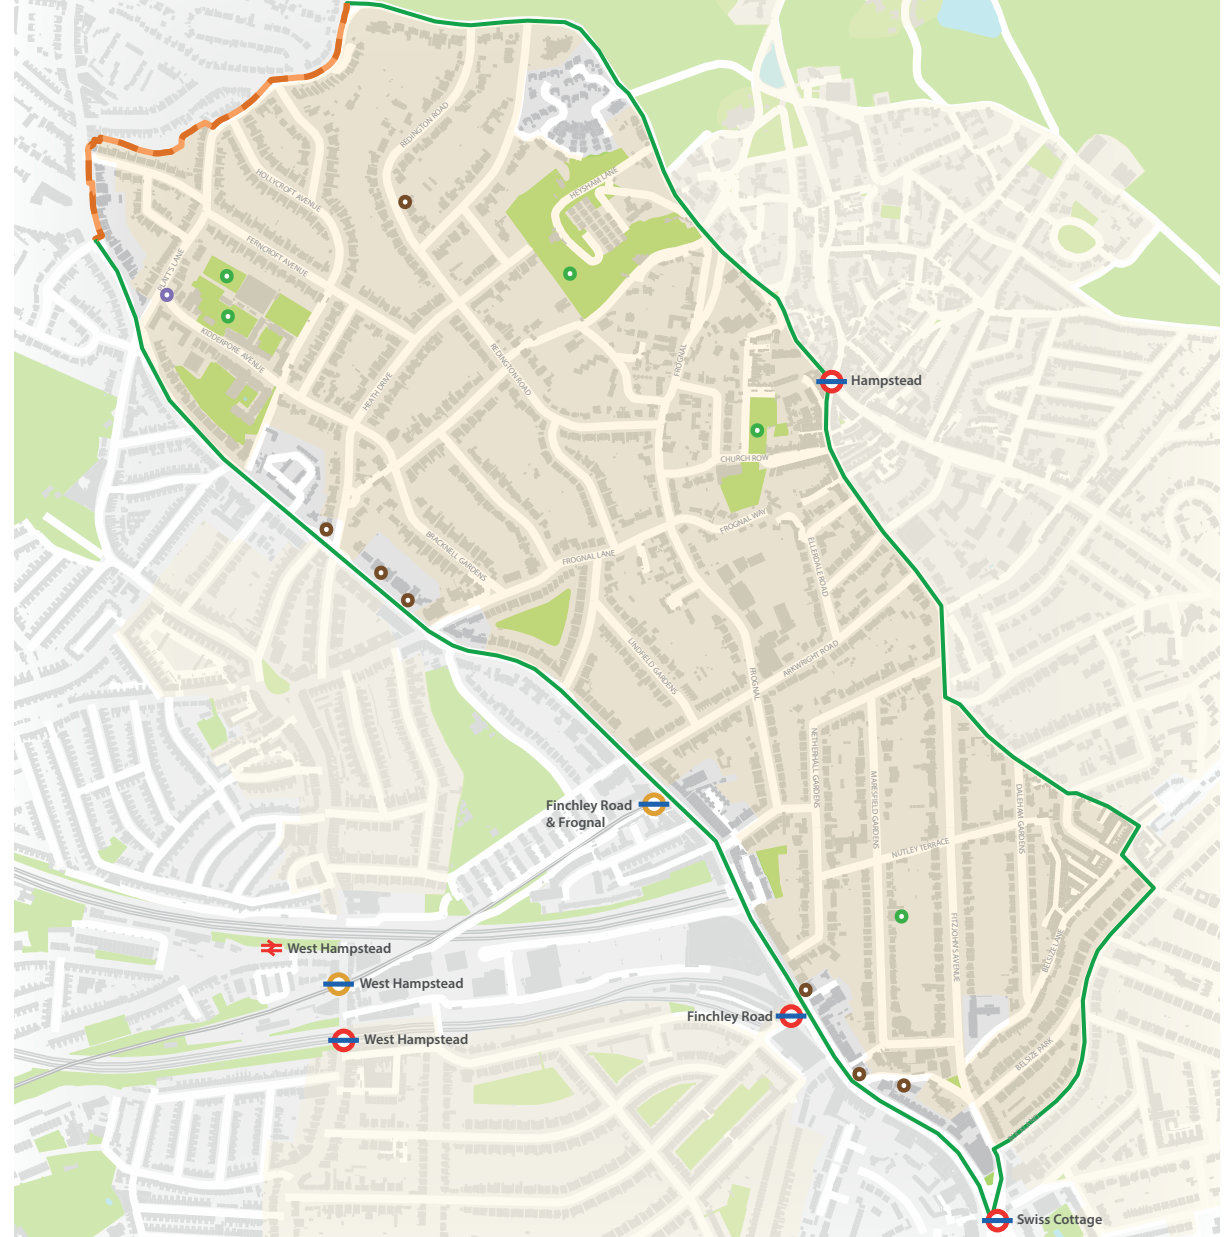 REDINGTON ROAD
HOLLYCROFT AVENUE
HEYSHAM LANE
FERNCROFT AVENUE
PLATT'S LANE
KIDDERPORE AVENUE
REDINGTON ROAD
FROGNAL
HEATH DRIVE
Hampstead
CHURCH ROW
FROGNAL WAY
BRACKNELL GARDENS
FROGNAL LANE
ELLERDALE ROAD
LINDFIELD GARDENS
ARKWRIGHT ROAD
FROGNAL
NETHERHALL GARDENS
MARESFIELD GARDENS
DALEHAM GARDENS
Finchley Road
& Frognal
NUTLEY TERRACE
FITZJOHN'S AVENUE
BELSIZE LANE
West Hampstead
West Hampstead
Finchley Road
West Hampstead
BELSIZE PARK
Swiss Cottage